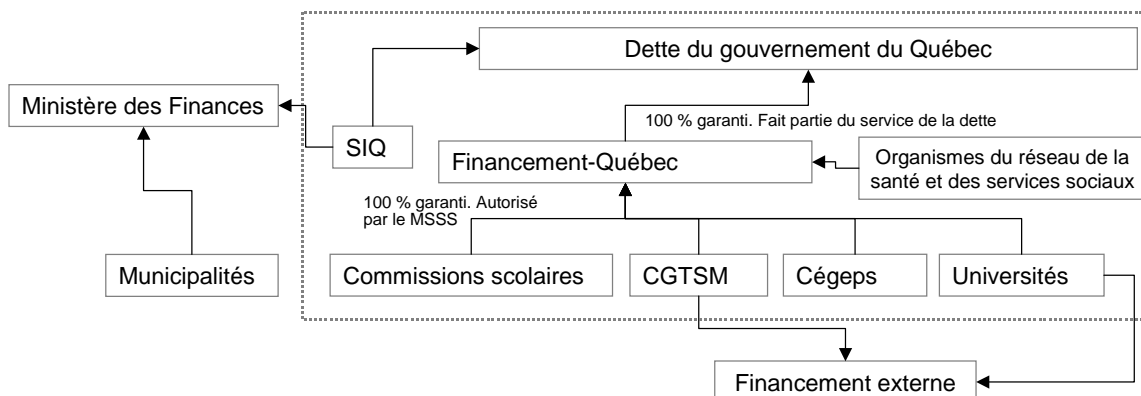 Dette du gouvernement du Québec
Ministère des Finances
100 % garanti. Fait partie du service de la dette
SIQ
Financement-Québec
Organismes du réseau de la
santé et des services sociaux
100 % garanti. Autorisé
par le MSSS
Municipalités
Commissions scolaires
CGTSM
Cégeps
Universités
Financement externe